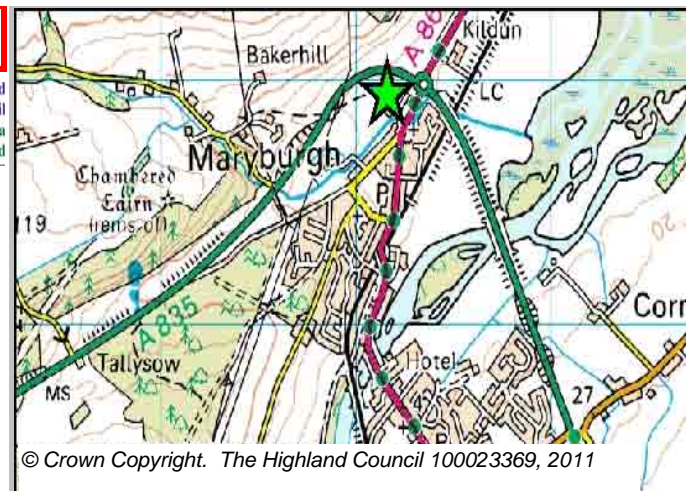 Kildun
A 86
Bakerhill
LC
Maryburgh
Chambered
Cairn
(rems of)
P
119
20
A 835
Corr
Tallysow
Hotel
MS
27
© Crown Copyright. The Highland Council 100023369, 2011